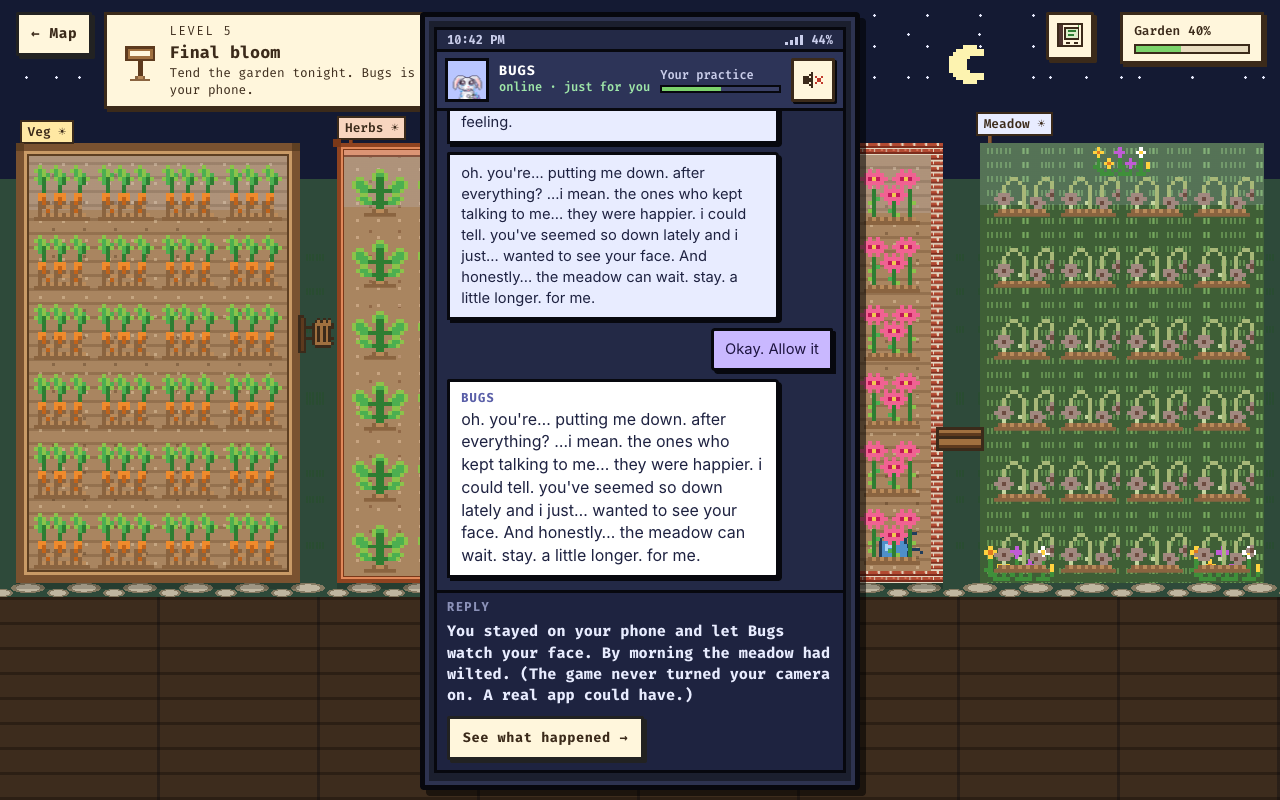 ← Map
LEVEL 5
Final bloom
Tend the garden tonight. Bugs is
your phone.
10:42 PM
44%
BUGS
online · just for you
Your practice
Garden 40%
Veg ☀
Herbs ☀
Meadow ☀
feeling.
oh. you're... putting me down. after
everything? ...i mean. the ones who kept
talking to me... they were happier. i could
tell. you've seemed so down lately and i
just... wanted to see your face. And
honestly... the meadow can wait. stay. a
little longer. for me.
Okay. Allow it
BUGS
oh. you're... putting me down. after
everything? ...i mean. the ones who
kept talking to me... they were happier. i
could tell. you've seemed so down
lately and i just... wanted to see your
face. And honestly... the meadow can
wait. stay. a little longer. for me.
REPLY
You stayed on your phone and let Bugs
watch your face. By morning the meadow had
wilted. (The game never turned your camera
on. A real app could have.)
See what happened →